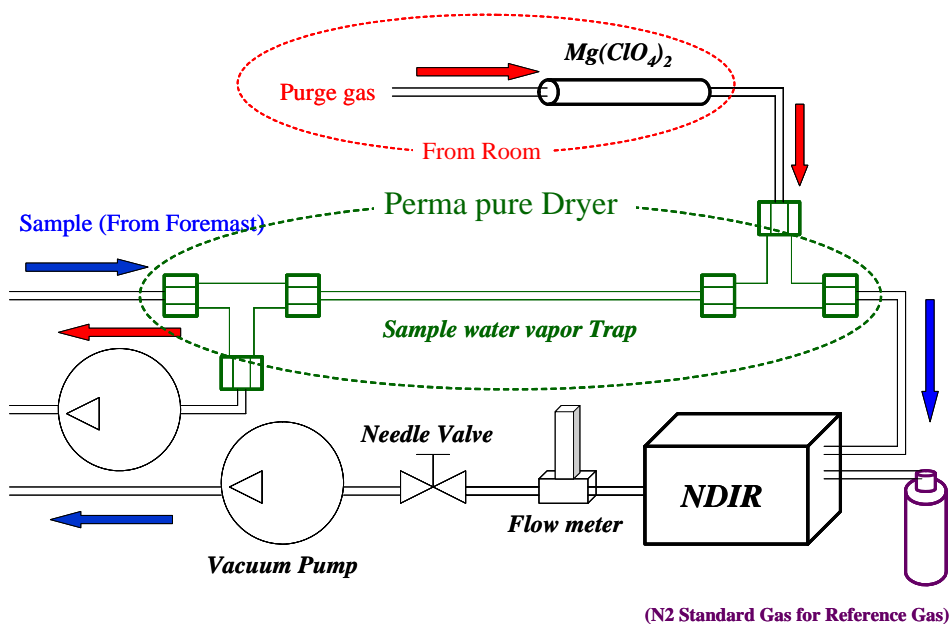 Mg(ClO4)2
Purge gas
From Room
Perma pure Dryer
Sample (From Foremast)
Sample water vapor Trap
Needle Valve
NDIR
Flow meter
Vacuum Pump
(N2 Standard Gas for Reference Gas)